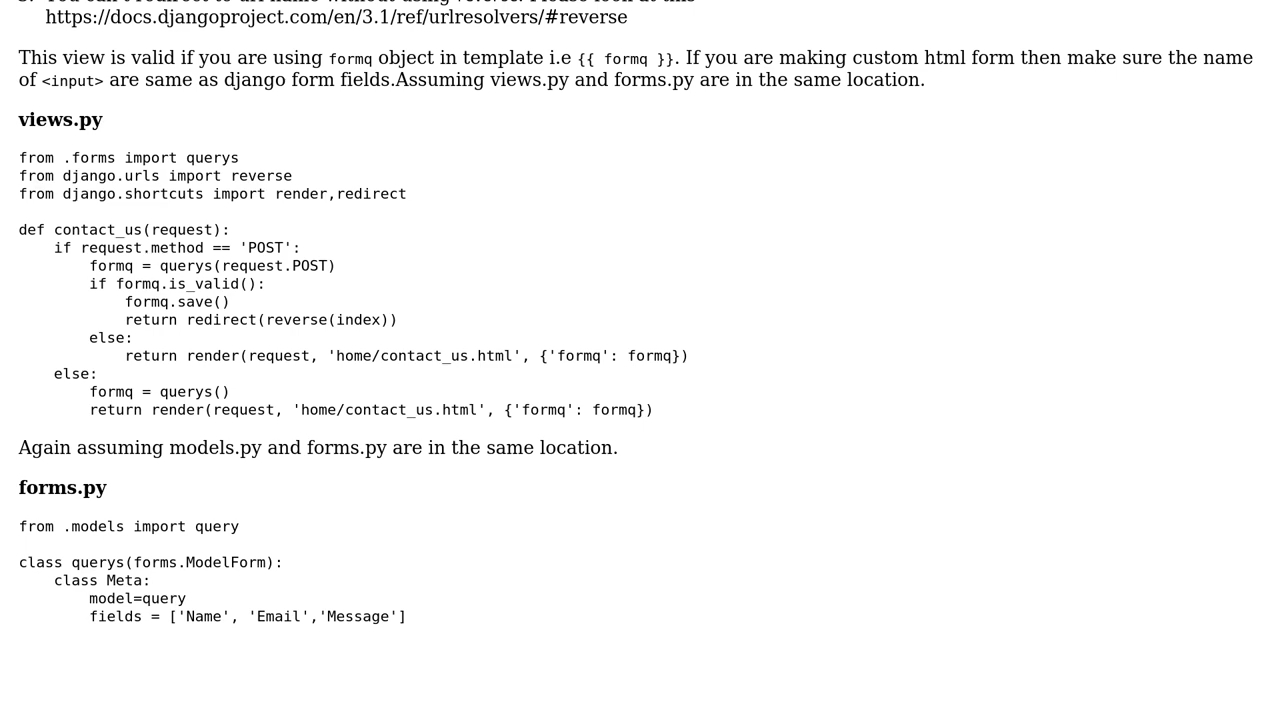 https://docs.djangoproject.com/en/3.1/ref/urlresolvers/#reverse
This view is valid if you are using formq object in template i.e {{ formq }}. If you are making custom html form then make sure the name
of <input> are same as django form fields.Assuming views.py and forms.py are in the same location.
views.py
from .forms import querys
from django.urls import reverse
from django.shortcuts import render,redirect
def contact_us(request):
    if request.method == 'POST':
        formq = querys(request.POST)
        if formq.is_valid():
            formq.save()
            return redirect(reverse(index))
        else:
            return render(request, 'home/contact_us.html', {'formq': formq})
    else:
        formq = querys()
        return render(request, 'home/contact_us.html', {'formq': formq})
Again assuming models.py and forms.py are in the same location.
forms.py
from .models import query
class querys(forms.ModelForm):
    class Meta:
        model=query
        fields = ['Name', 'Email','Message']